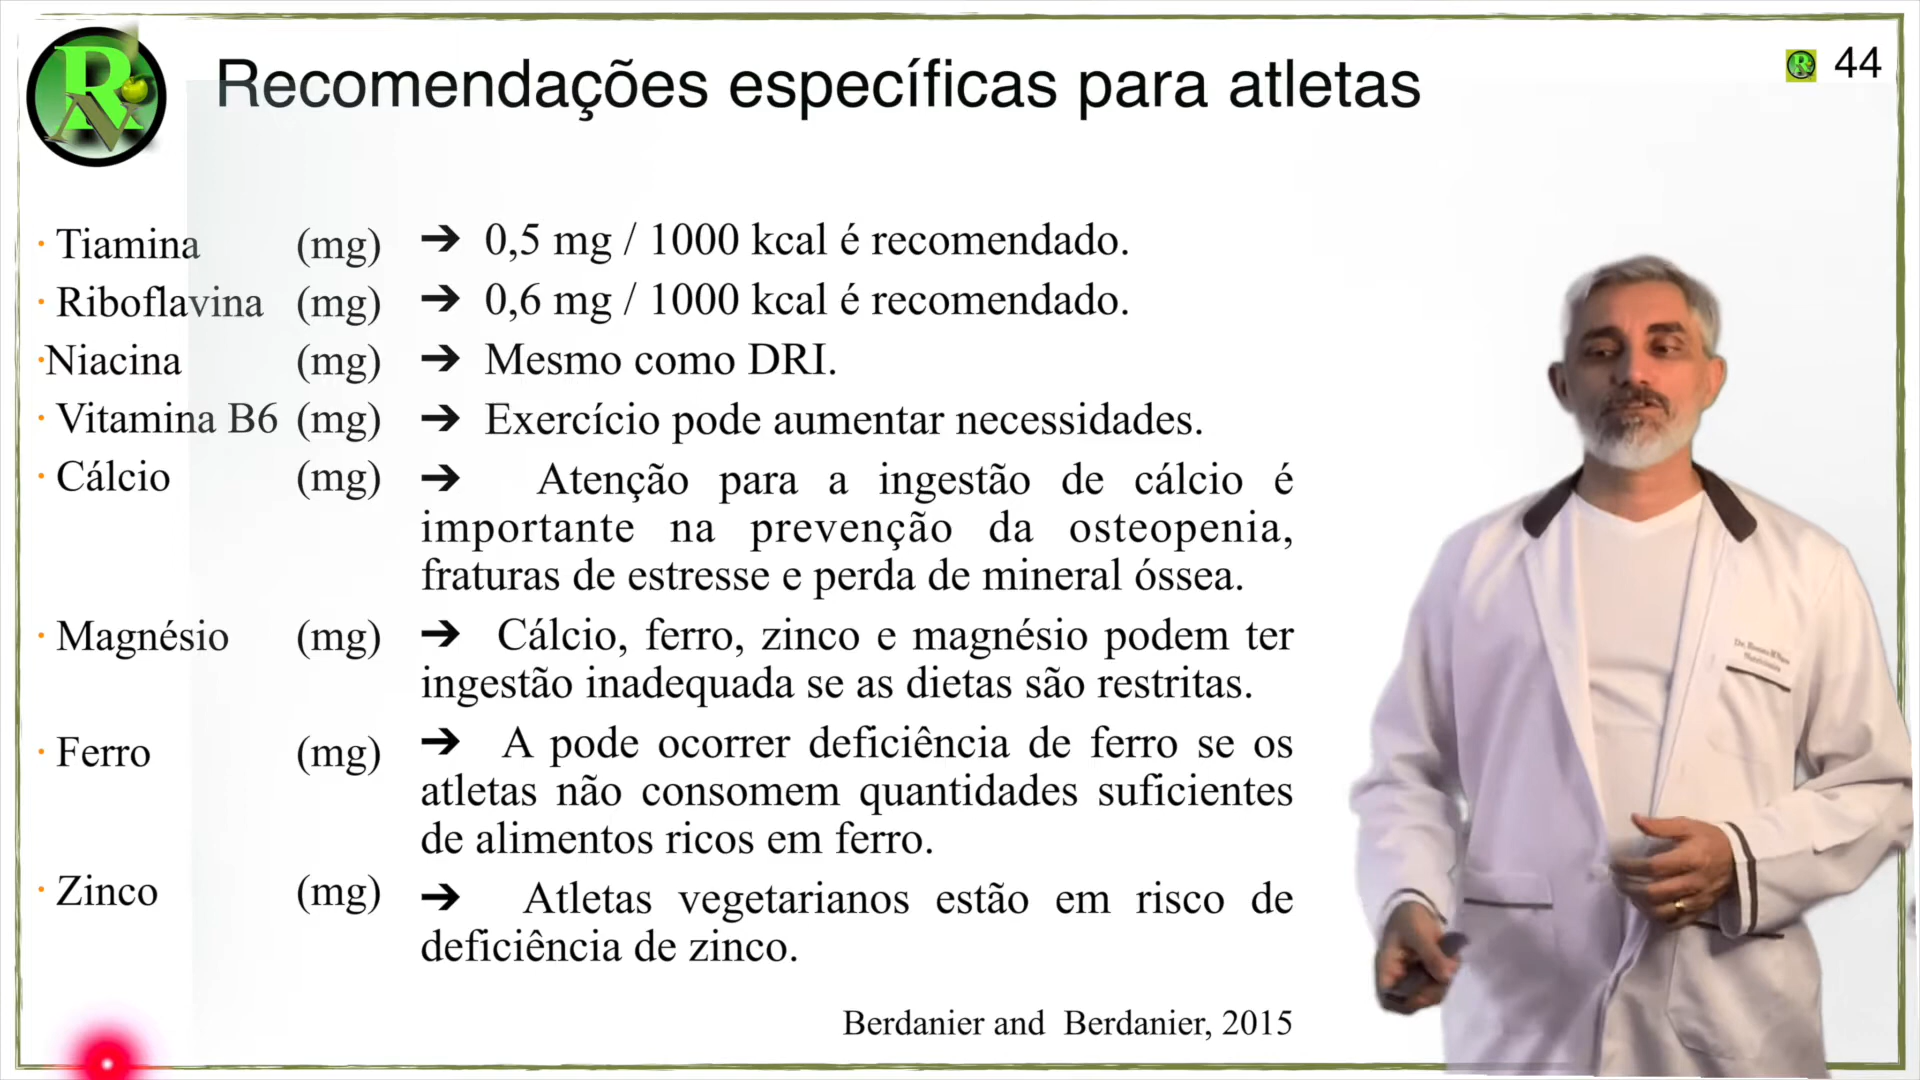 Recomendações específicas para atletas
44
· Tiamina (mg) ➔ 0,5 mg / 1000 kcal é recomendado.
· Riboflavina (mg) ➔ 0,6 mg / 1000 kcal é recomendado.
·Niacina (mg) ➔ Mesmo como DRI.
· Vitamina B6 (mg) ➔ Exercício pode aumentar necessidades.
· Cálcio (mg) ➔ Atenção para a ingestão de cálcio é
importante na prevenção da osteopenia,
fraturas de estresse e perda de mineral óssea.
· Magnésio (mg) ➔ Cálcio, ferro, zinco e magnésio podem ter
ingestão inadequada se as dietas são restritas.
· Ferro (mg) ➔ A pode ocorrer deficiência de ferro se os
atletas não consomem quantidades suficientes
de alimentos ricos em ferro.
· Zinco (mg) ➔ Atletas vegetarianos estão em risco de
deficiência de zinco.
Berdanier and Berdanier, 2015